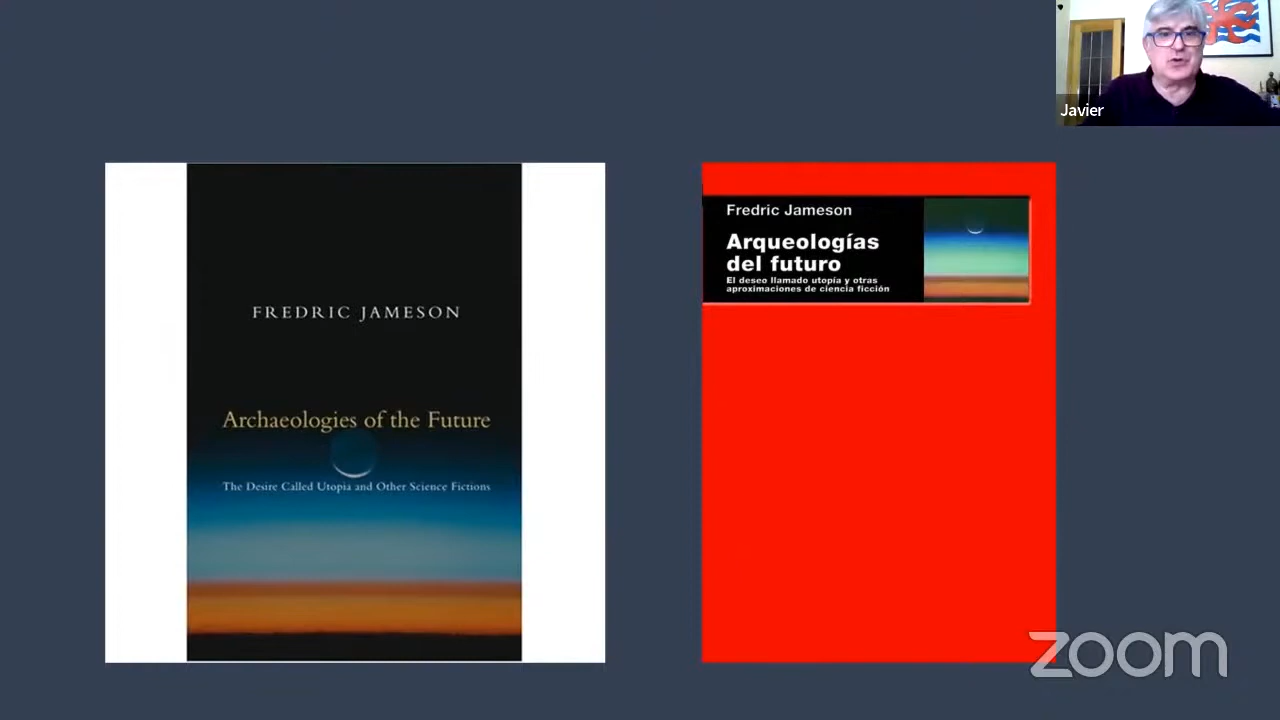 Javier
FREDRIC JAMESON
Archaeologies of the Future
The Desire Called Utopia and Other Science Fictions
Fredric Jameson
Arqueologías
del futuro
El deseo llamado utopía y otras
aproximaciones de ciencia ficción
zoom